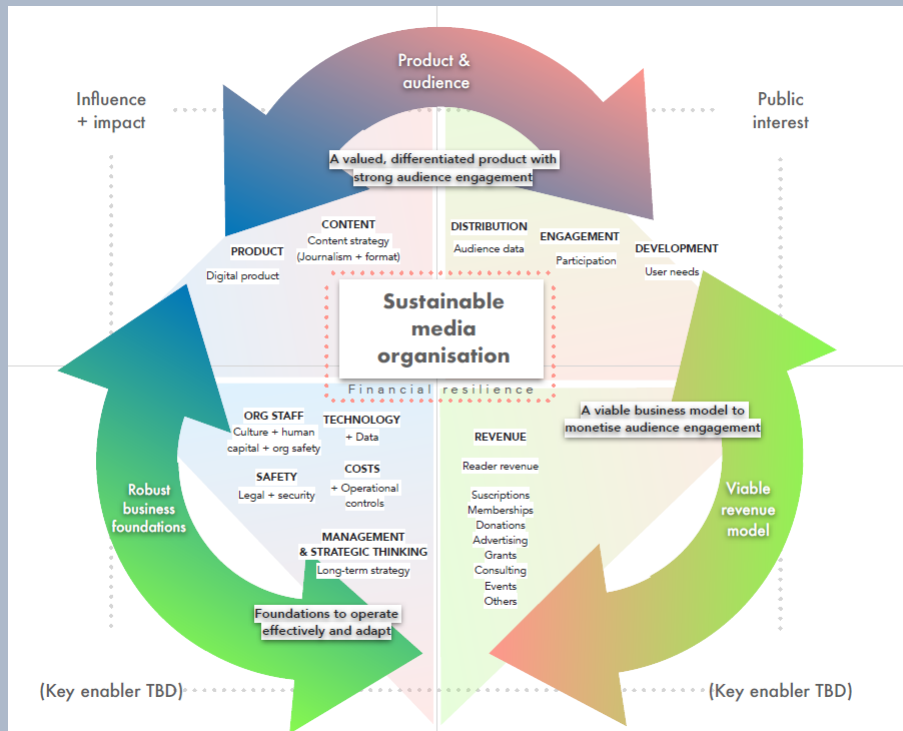 Product &
audience
Influence
+ impact
Public
interest
A valued, differentiated product with
strong audience engagement
CONTENT
Content strategy
(Journalism + format)
PRODUCT
Digital product
DISTRIBUTION
Audience data
ENGAGEMENT
Participation
DEVELOPMENT
User needs
Sustainable
media
organisation
Financial resilience
ORG STAFF
Culture + human
capital + org safety
TECHNOLOGY
+ Data
SAFETY
Legal + security
COSTS
+ Operational
controls
MANAGEMENT
& STRATEGIC THINKING
Long-term strategy
Robust
business
foundations
Foundations to operate
effectively and adapt
A viable business model to
monetise audience engagement
REVENUE
Reader revenue
Suscriptions
Memberships
Donations
Advertising
Grants
Consulting
Events
Others
Viable
revenue
model
(Key enabler TBD)
(Key enabler TBD)